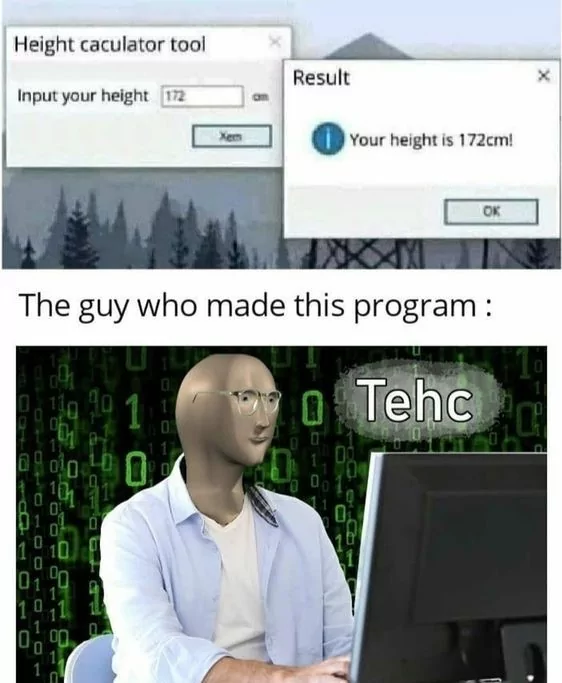 Height caculator tool
Input your height 172 cm
Xem
Result
Your height is 172cm!
OK
The guy who made this program :
Tehc